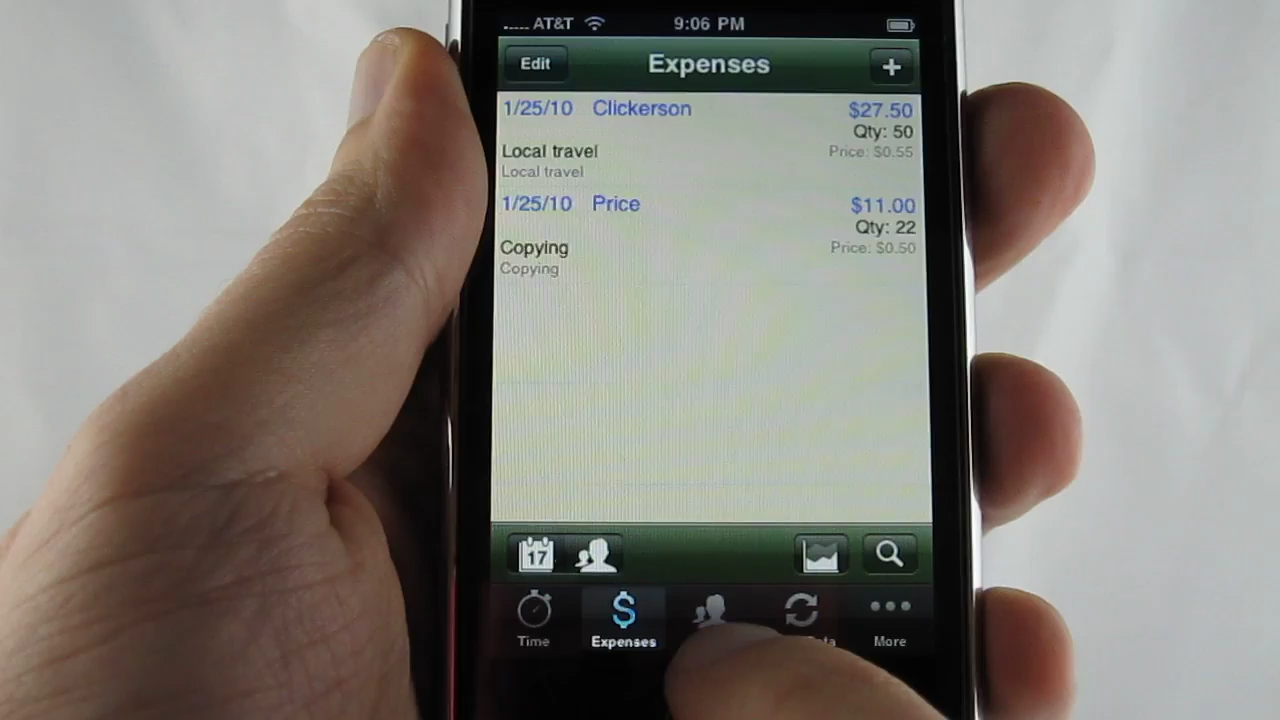 AT&T 9:06 PM
Edit Expenses +
1/25/10 Clickerson $27.50
Qty: 50
Local travel Price: $0.55
Local travel
1/25/10 Price $11.00
Qty: 22
Copying Price: $0.50
Copying
17
Time Expenses More